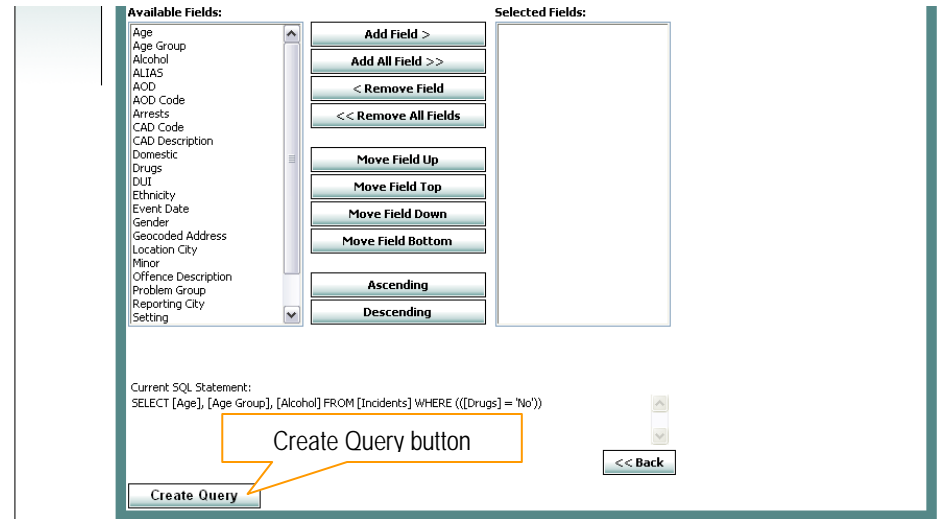 Available Fields:
Selected Fields:
Age
Age Group
Alcohol
ALIAS
AOD
AOD Code
Arrests
CAD Code
CAD Description
Domestic
Drugs
DUI
Ethnicity
Event Date
Gender
Geocoded Address
Location City
Minor
Offence Description
Problem Group
Reporting City
Setting
Add Field >
Add All Field >>
< Remove Field
<< Remove All Fields
Move Field Up
Move Field Top
Move Field Down
Move Field Bottom
Ascending
Descending
Current SQL Statement:
SELECT [Age], [Age Group], [Alcohol] FROM [Incidents] WHERE (([Drugs] = 'No'))
Create Query button
<< Back
Create Query